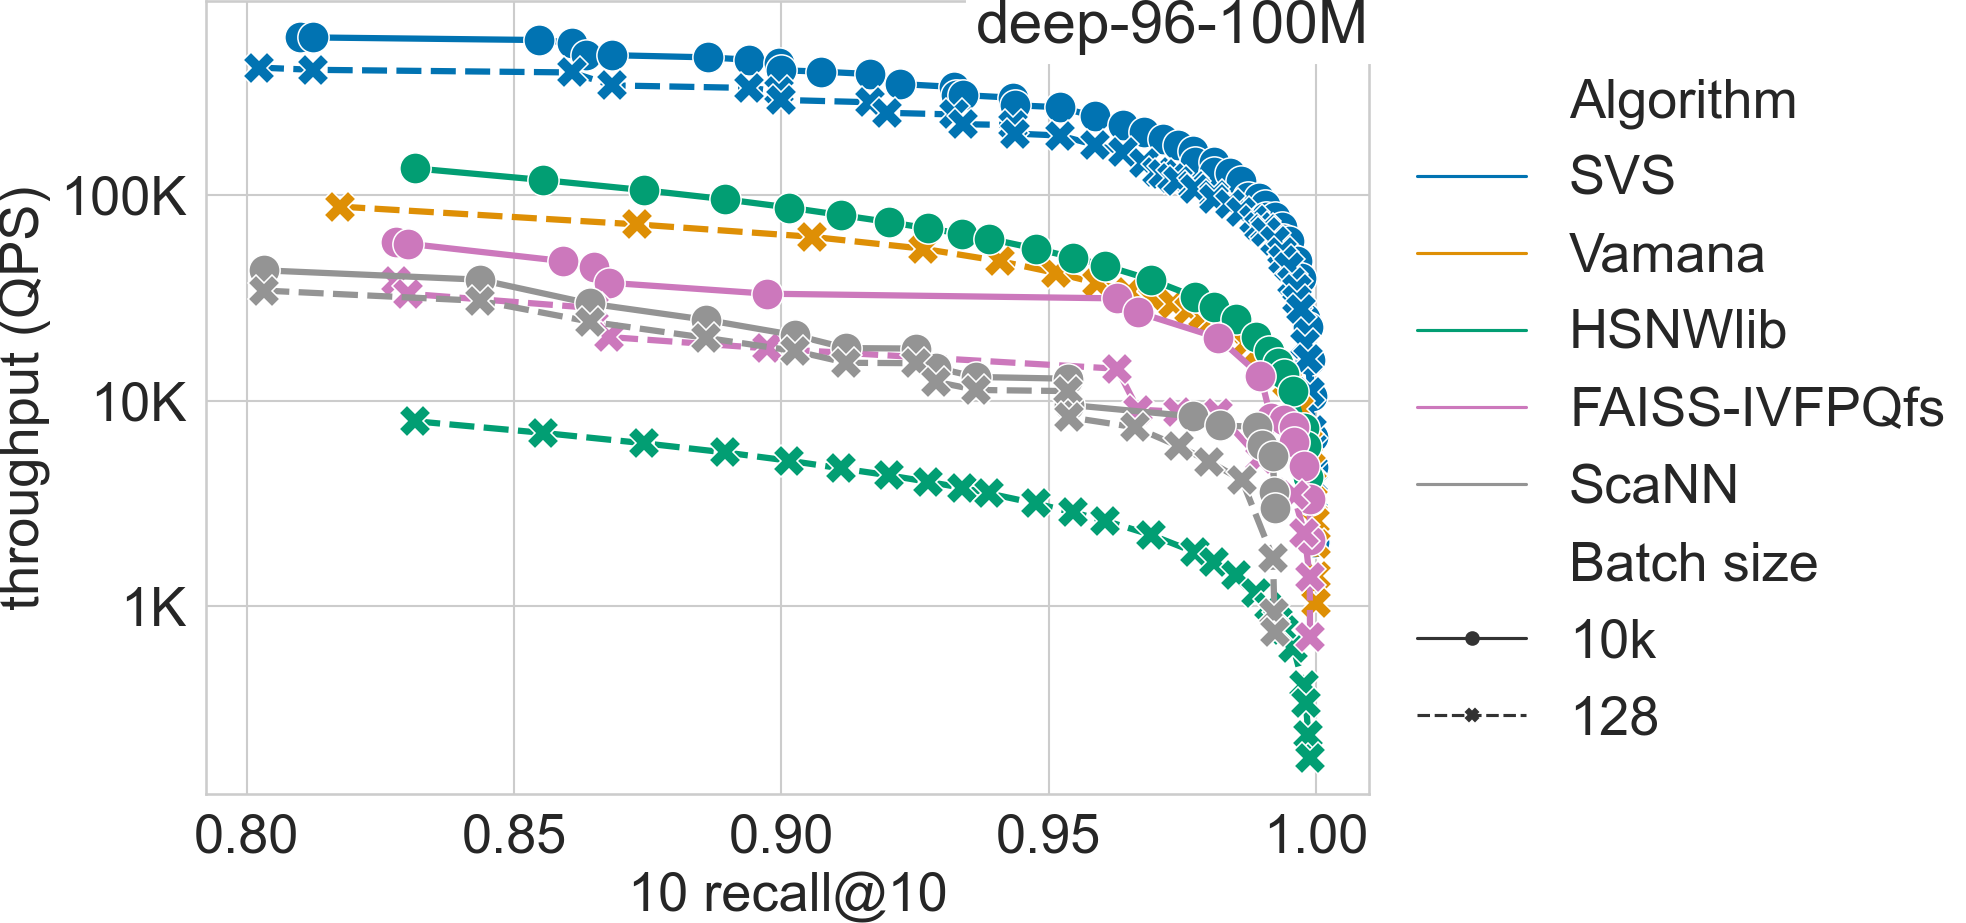 deep-96-100M
throughput (QPS)
100K
10K
1K
0.80 0.85 0.90 0.95 1.00
10 recall@10
Algorithm
SVS
Vamana
HSNWlib
FAISS-IVFPQfs
ScaNN
Batch size
10k
128